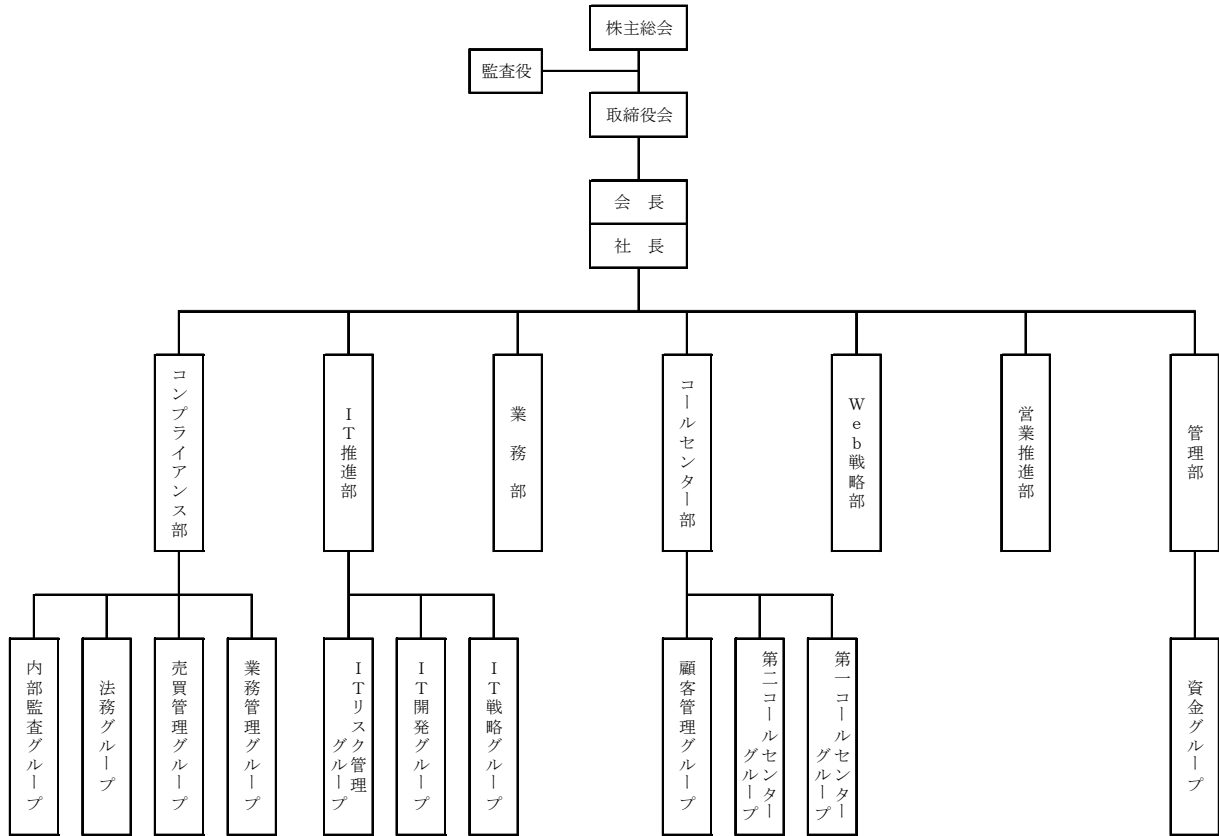 株主総会
監査役
取締役会
会　長
社　長
コンプライアンス部
IT推進部
業　務　部
コールセンター部
Web戦略部
営業推進部
管理部
内部監査グループ
法務グループ
売買管理グループ
業務管理グループ
ITリスク管理
グループ
IT開発グループ
IT戦略グループ
顧客管理グループ
第二コールセンター
グループ
第一コールセンター
グループ
資金グループ